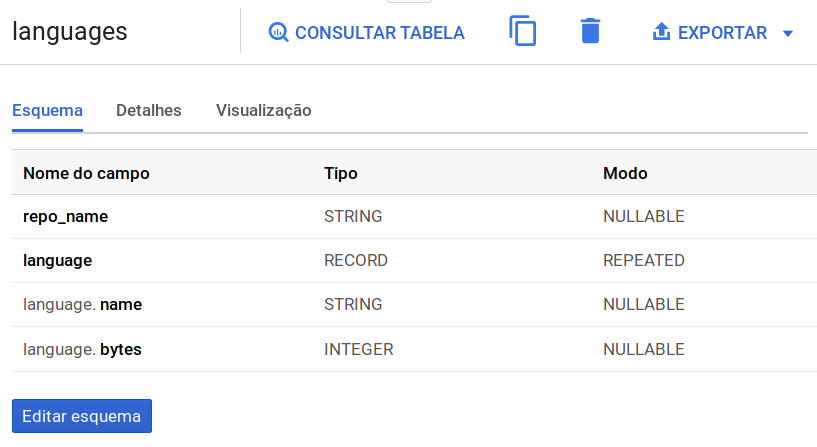 languages
CONSULTAR TABELA
EXPORTAR
Esquema Detalhes Visualização
Nome do campo Tipo Modo
repo_name STRING NULLABLE
language RECORD REPEATED
language. name STRING NULLABLE
language. bytes INTEGER NULLABLE
Editar esquema